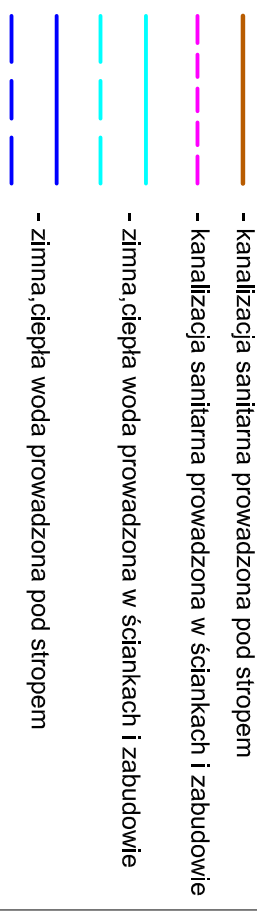 - kanalizacja sanitarna prowadzona pod stropem
- kanalizacja sanitarna prowadzona w ściankach i zabudowie
- zimna,ciepła woda prowadzona w ściankach i zabudowie
- zimna,ciepła woda prowadzona pod stropem